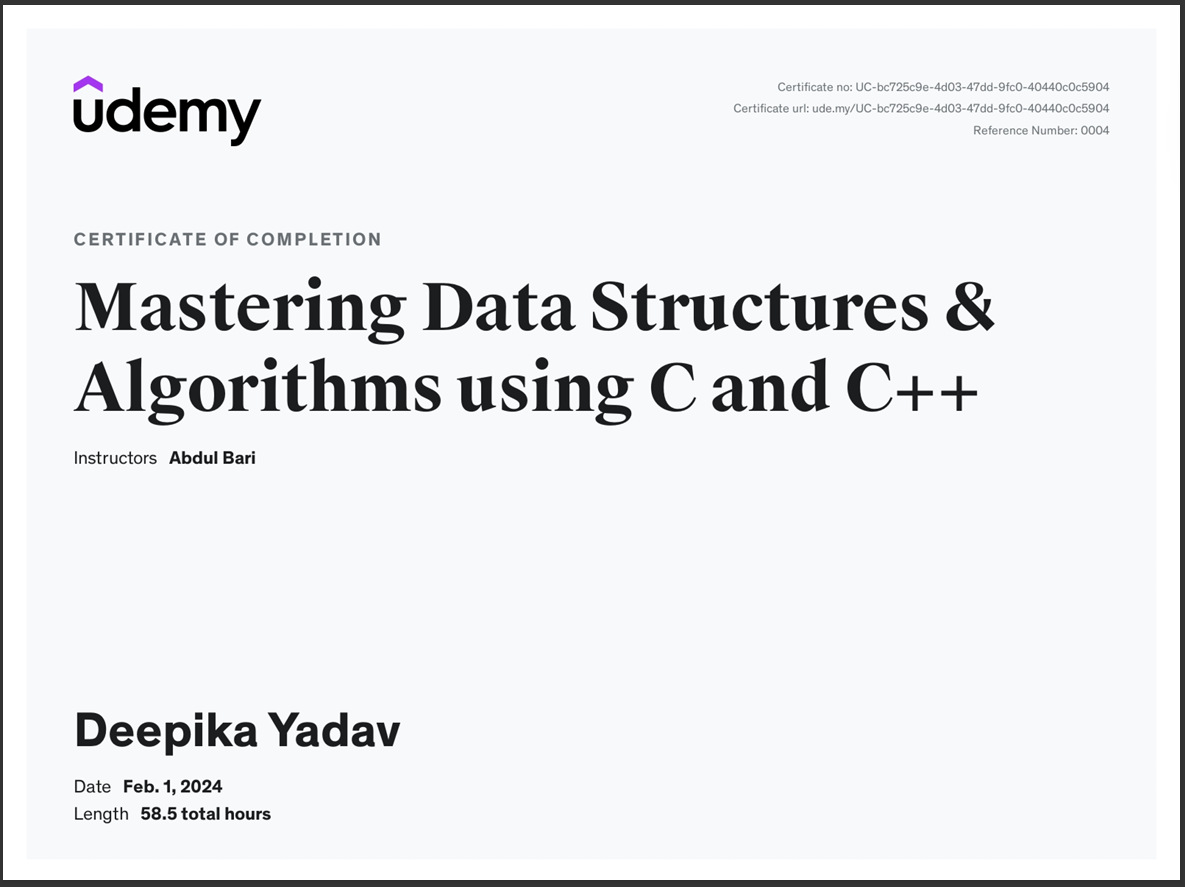 udemy
Certificate no: UC-bc725c9e-4d03-47dd-9fc0-40440c0c5904
Certificate url: ude.my/UC-bc725c9e-4d03-47dd-9fc0-40440c0c5904
Reference Number: 0004
CERTIFICATE OF COMPLETION
Mastering Data Structures &
Algorithms using C and C++
Instructors Abdul Bari
Deepika Yadav
Date Feb. 1, 2024
Length 58.5 total hours